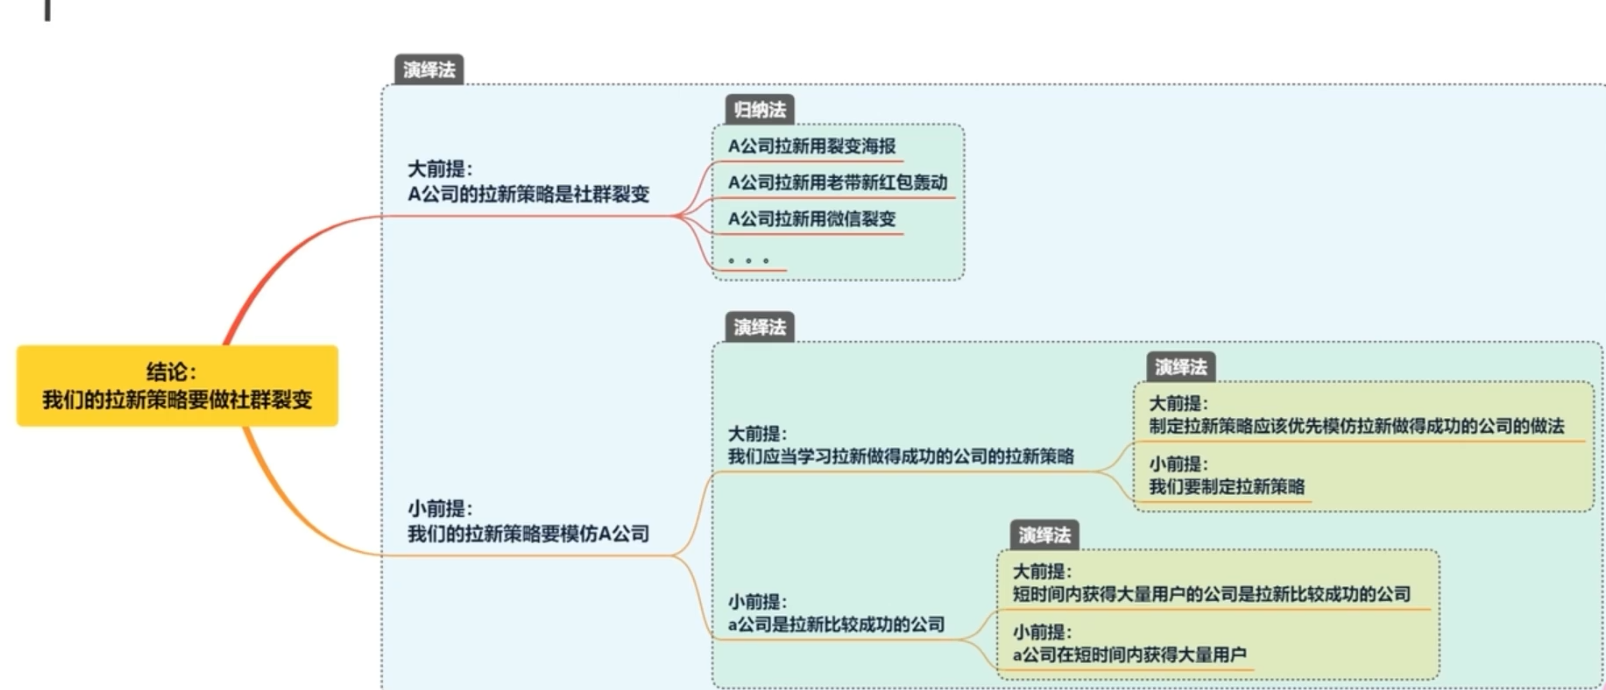 演绎法
归纳法
A公司拉新用裂变海报
大前提：
A公司的拉新策略是社群裂变
A公司拉新用老带新红包轰动
A公司拉新用微信裂变
。。。
演绎法
结论：
我们的拉新策略要做社群裂变
演绎法
大前提：
制定拉新策略应该优先模仿拉新做得成功的公司的做法
大前提：
我们应当学习拉新做得成功的公司的拉新策略
小前提：
我们要制定拉新策略
小前提：
我们的拉新策略要模仿A公司
演绎法
大前提：
短时间内获得大量用户的公司是拉新比较成功的公司
小前提：
a公司是拉新比较成功的公司
小前提：
a公司在短时间内获得大量用户